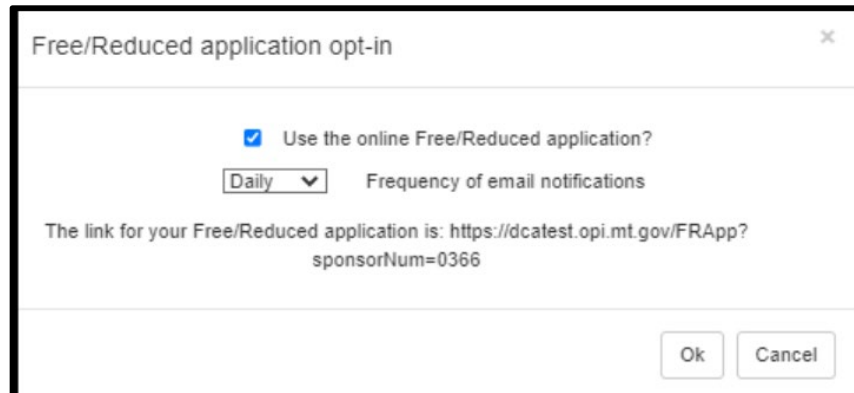 Free/Reduced application opt-in
×
Use the online Free/Reduced application?
Daily Frequency of email notifications
The link for your Free/Reduced application is: https://dcatest.opi.mt.gov/FRApp?
sponsorNum=0366
Ok Cancel